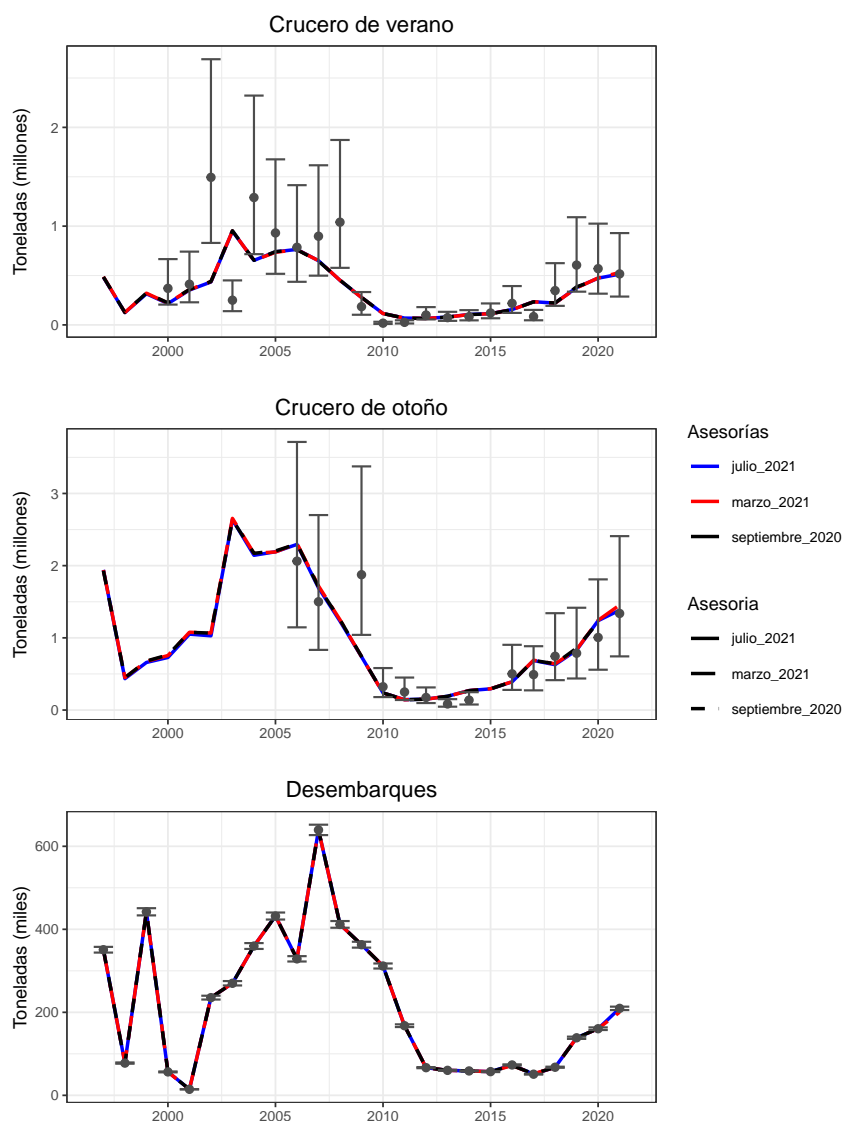 Crucero de verano
Toneladas (millones)
2
1
0
2000 2005 2010 2015 2020
Crucero de otoño
Toneladas (millones)
3
2
1
0
2000 2005 2010 2015 2020
Asesorías
julio_2021
marzo_2021
septiembre_2020
Asesoria
julio_2021
marzo_2021
septiembre_2020
Desembarques
Toneladas (miles)
600
400
200
0
2000 2005 2010 2015 2020